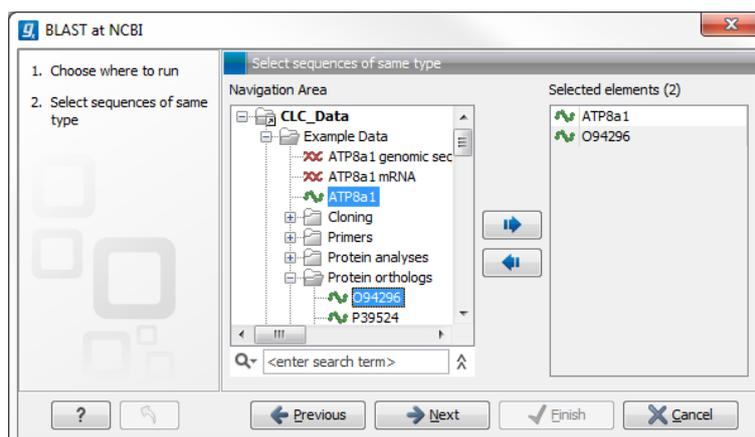 BLAST at NCBI
1. Choose where to run
2. Select sequences of same
type
Select sequences of same type
Navigation Area
CLC_Data
Example Data
ATP8a1 genomic sec
ATP8a1 mRNA
ATP8a1
Cloning
Primers
Protein analyses
Protein orthologs
O94296
P39524
<enter search term>
Selected elements (2)
ATP8a1
O94296
?
Previous
Next
Finish
Cancel